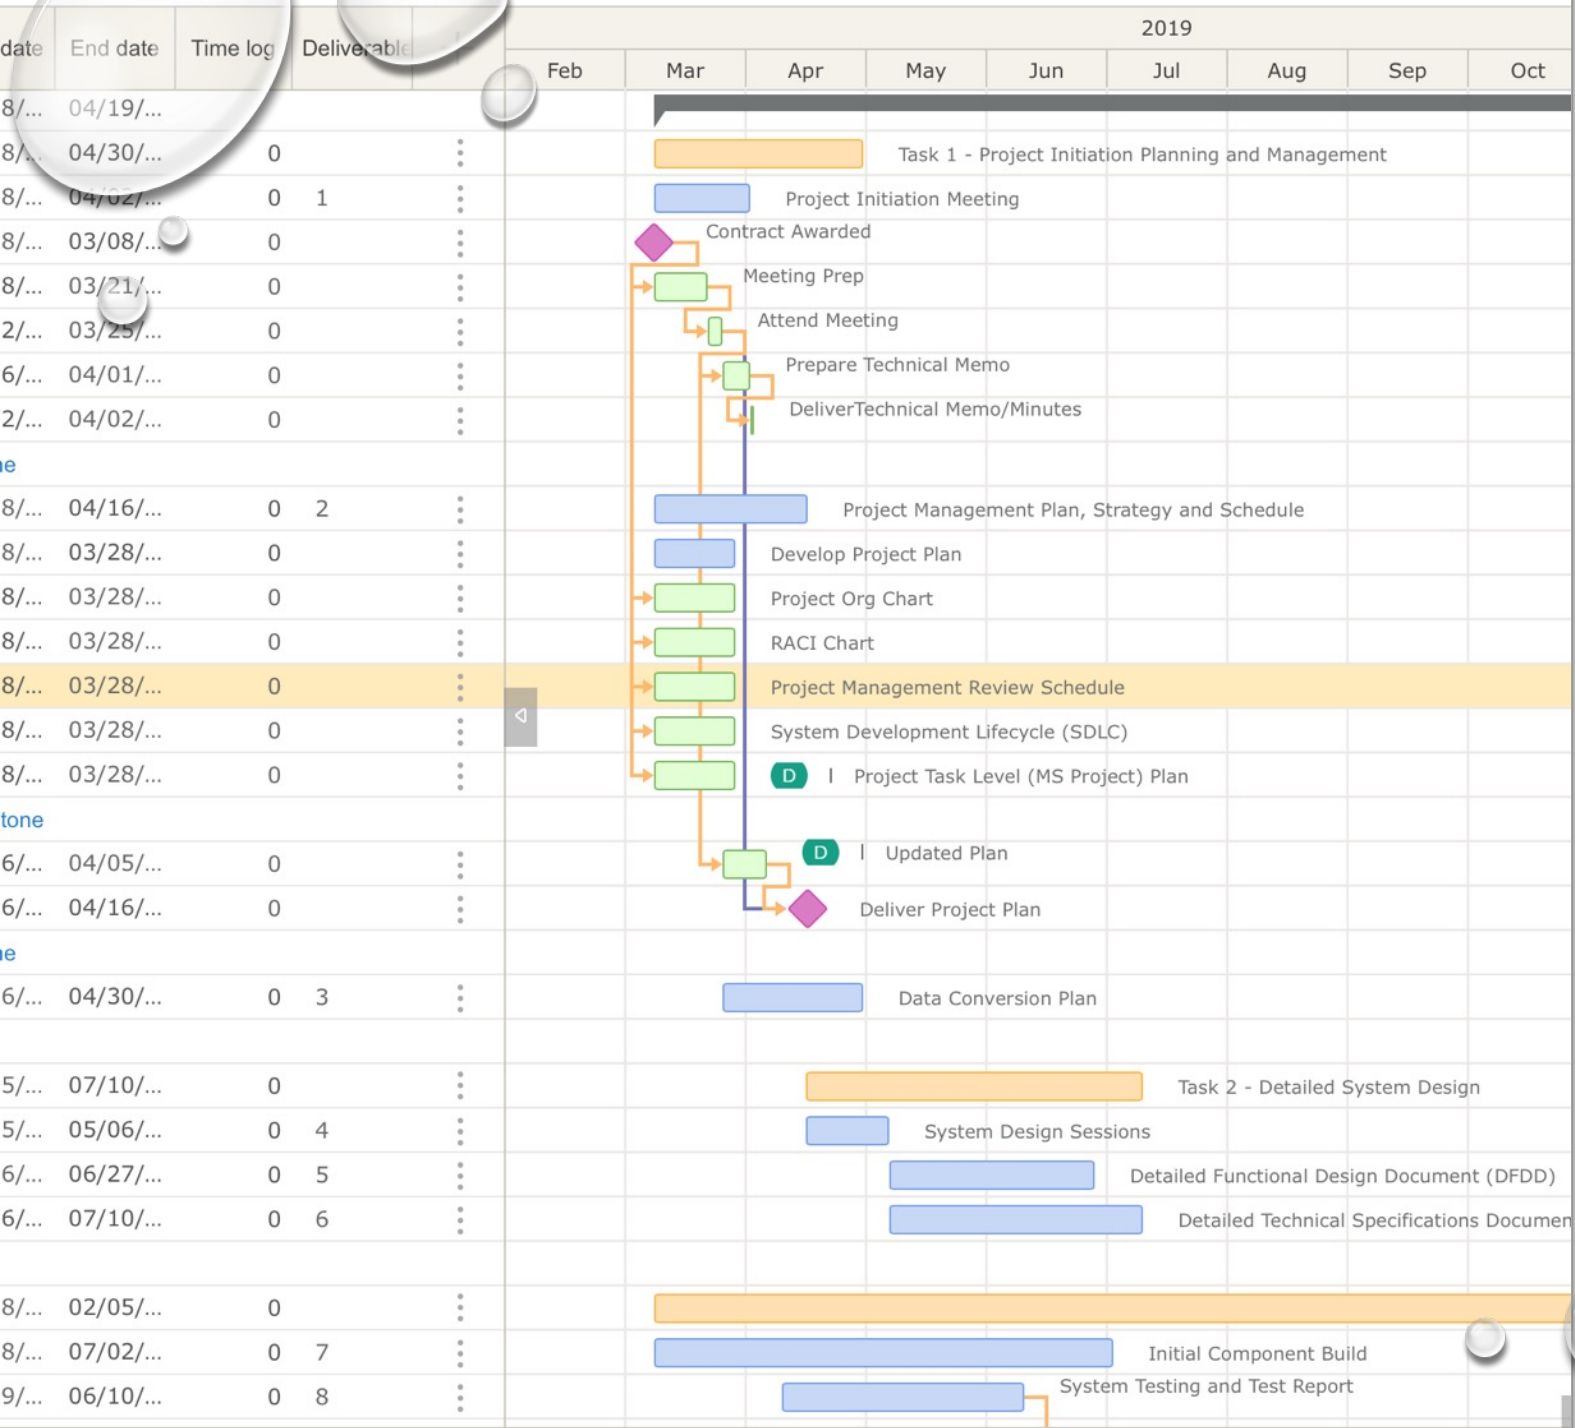 2019
date End date Time log Deliverable Feb Mar Apr May Jun Jul Aug Sep Oct
8/... 04/19/...
8/... 04/30/... 0 Task 1 - Project Initiation Planning and Management
8/... 04/02/... 0 1 Project Initiation Meeting
8/... 03/08/... 0 Contract Awarded
8/... 03/21/... 0 Meeting Prep
2/... 03/25/... 0 Attend Meeting
6/... 04/01/... 0 Prepare Technical Memo
2/... 04/02/... 0 DeliverTechnical Memo/Minutes
ne
8/... 04/16/... 0 2 Project Management Plan, Strategy and Schedule
8/... 03/28/... 0 Develop Project Plan
8/... 03/28/... 0 Project Org Chart
8/... 03/28/... 0 RACI Chart
8/... 03/28/... 0 Project Management Review Schedule
8/... 03/28/... 0 System Development Lifecycle (SDLC)
8/... 03/28/... 0 D | Project Task Level (MS Project) Plan
tone
6/... 04/05/... 0 D | Updated Plan
6/... 04/16/... 0 Deliver Project Plan
ne
6/... 04/30/... 0 3 Data Conversion Plan
5/... 07/10/... 0 Task 2 - Detailed System Design
5/... 05/06/... 0 4 System Design Sessions
6/... 06/27/... 0 5 Detailed Functional Design Document (DFDD)
6/... 07/10/... 0 6 Detailed Technical Specifications Documen
8/... 02/05/... 0
8/... 07/02/... 0 7 Initial Component Build
9/... 06/10/... 0 8 System Testing and Test Report